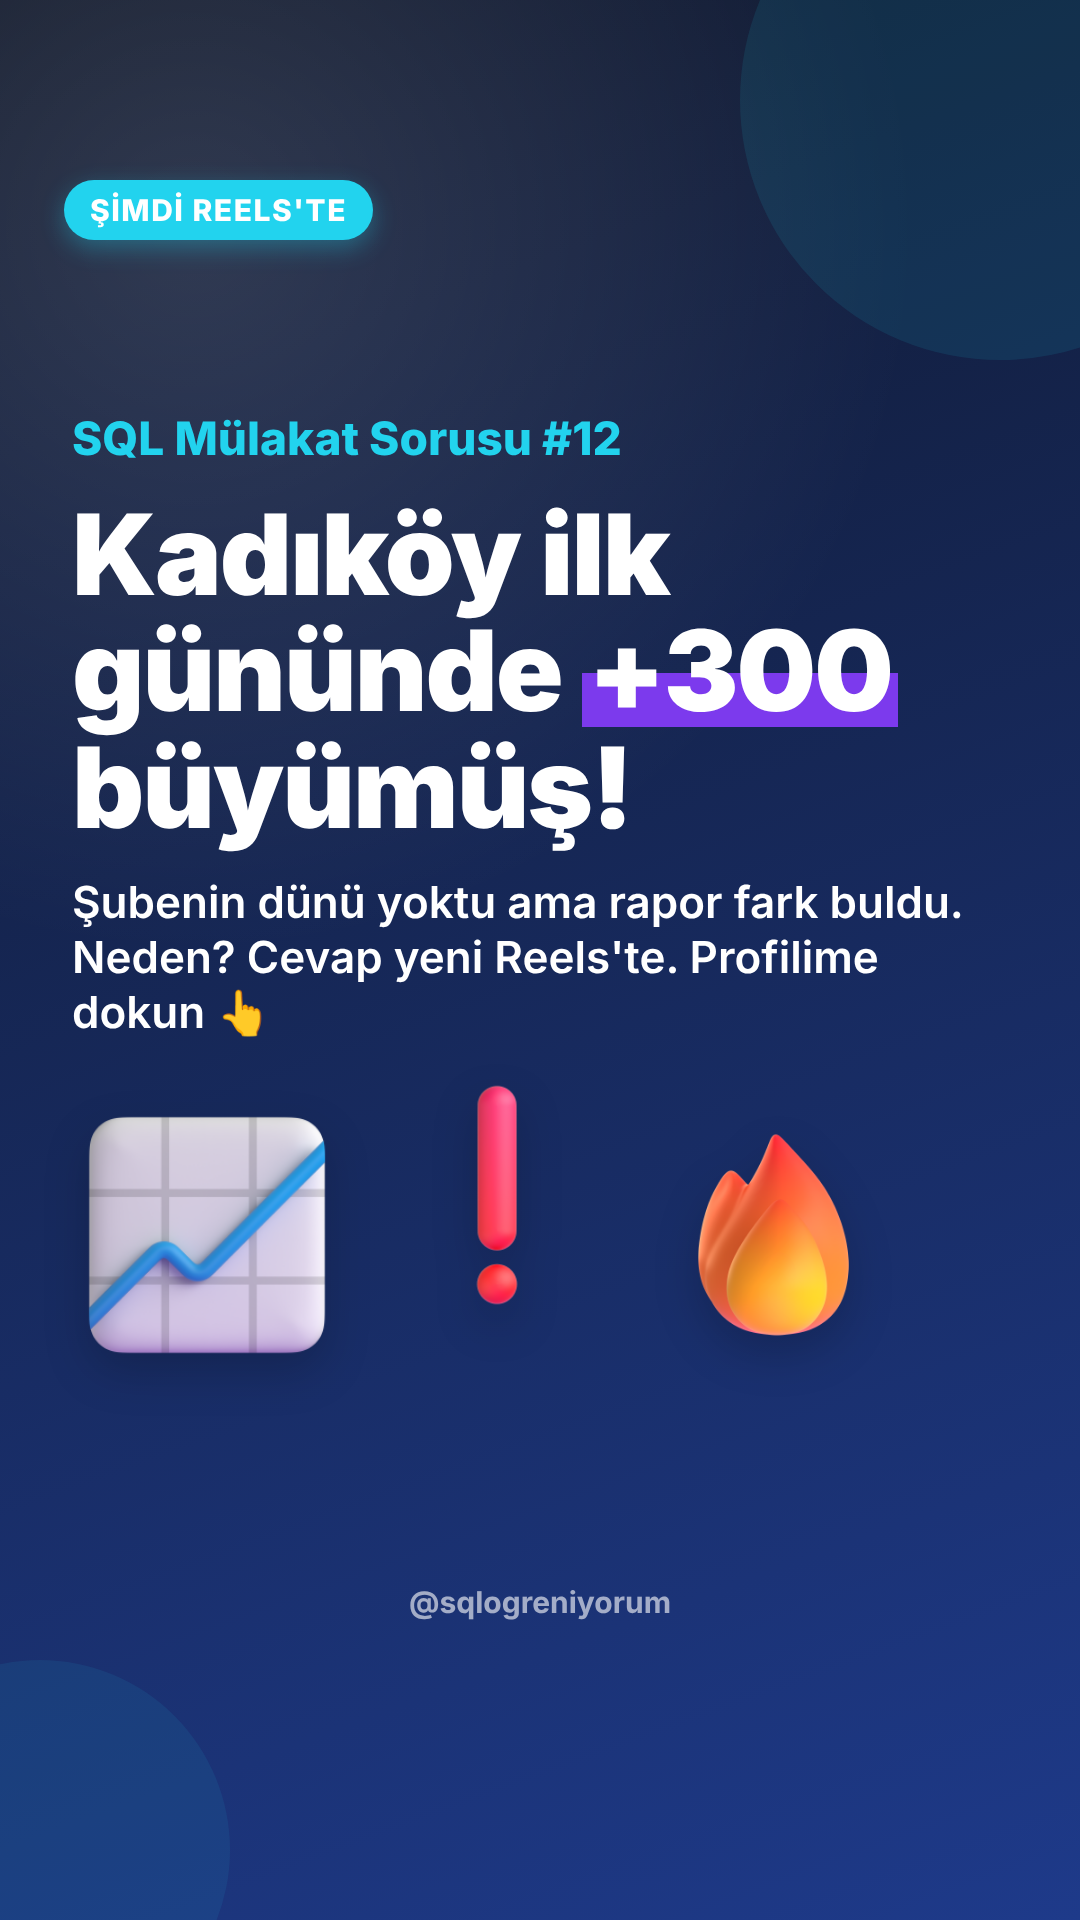 ŞİMDİ REELS'TE
SQL Mülakat Sorusu #12
Kadıköy ilk
gününde +300
büyümüş!
Şubenin dünü yoktu ama rapor fark buldu.
Neden? Cevap yeni Reels'te. Profilime
dokun 👆
@sqlogreniyorum